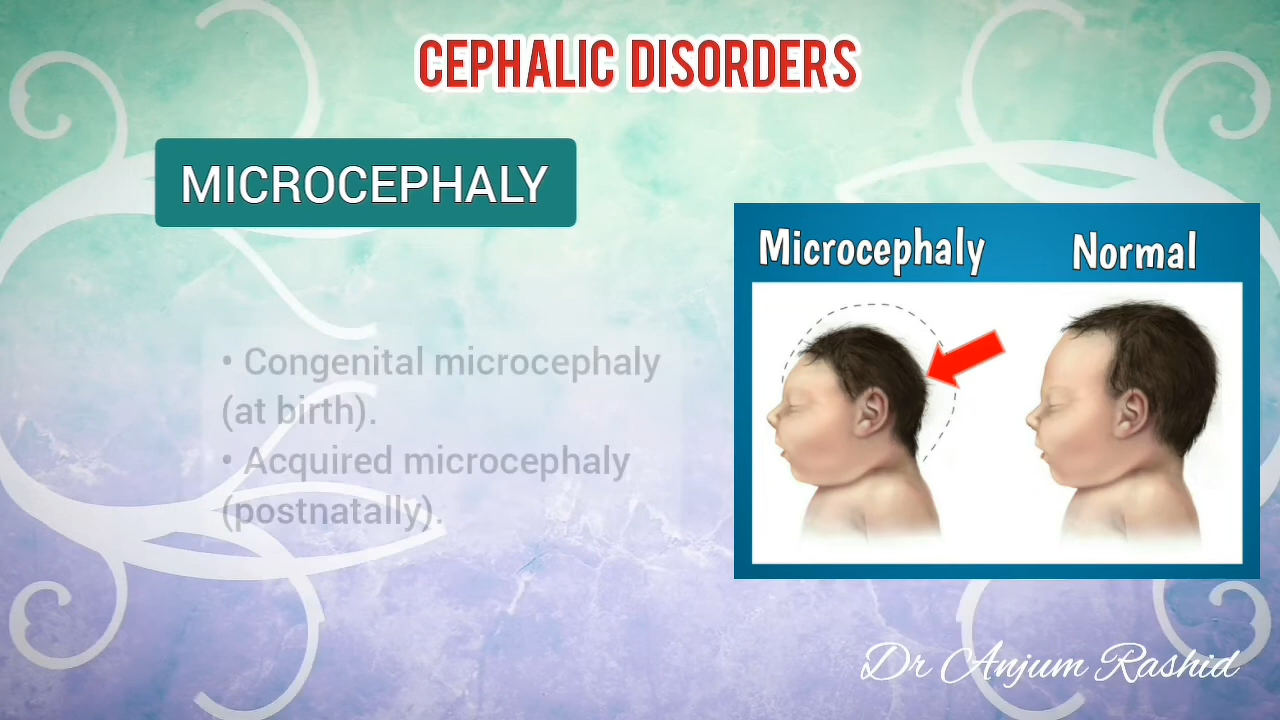 CEPHALIC DISORDERS
MICROCEPHALY
• Congenital microcephaly
(at birth).
• Acquired microcephaly
(postnatally).
Microcephaly
Normal
Dr Anjum Rashid